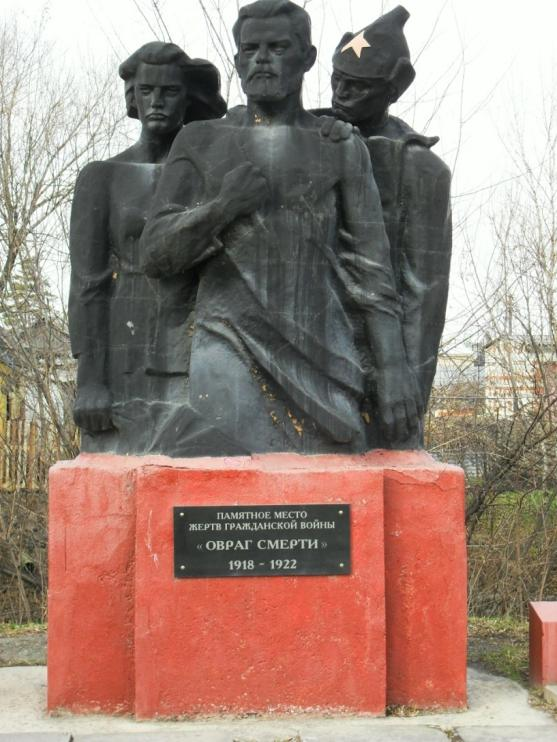 ПАМЯТНОЕ МЕСТО
ЖЕРТВ ГРАЖДАНСКОЙ ВОЙНЫ
«ОВРАГ СМЕРТИ»
1918 - 1922